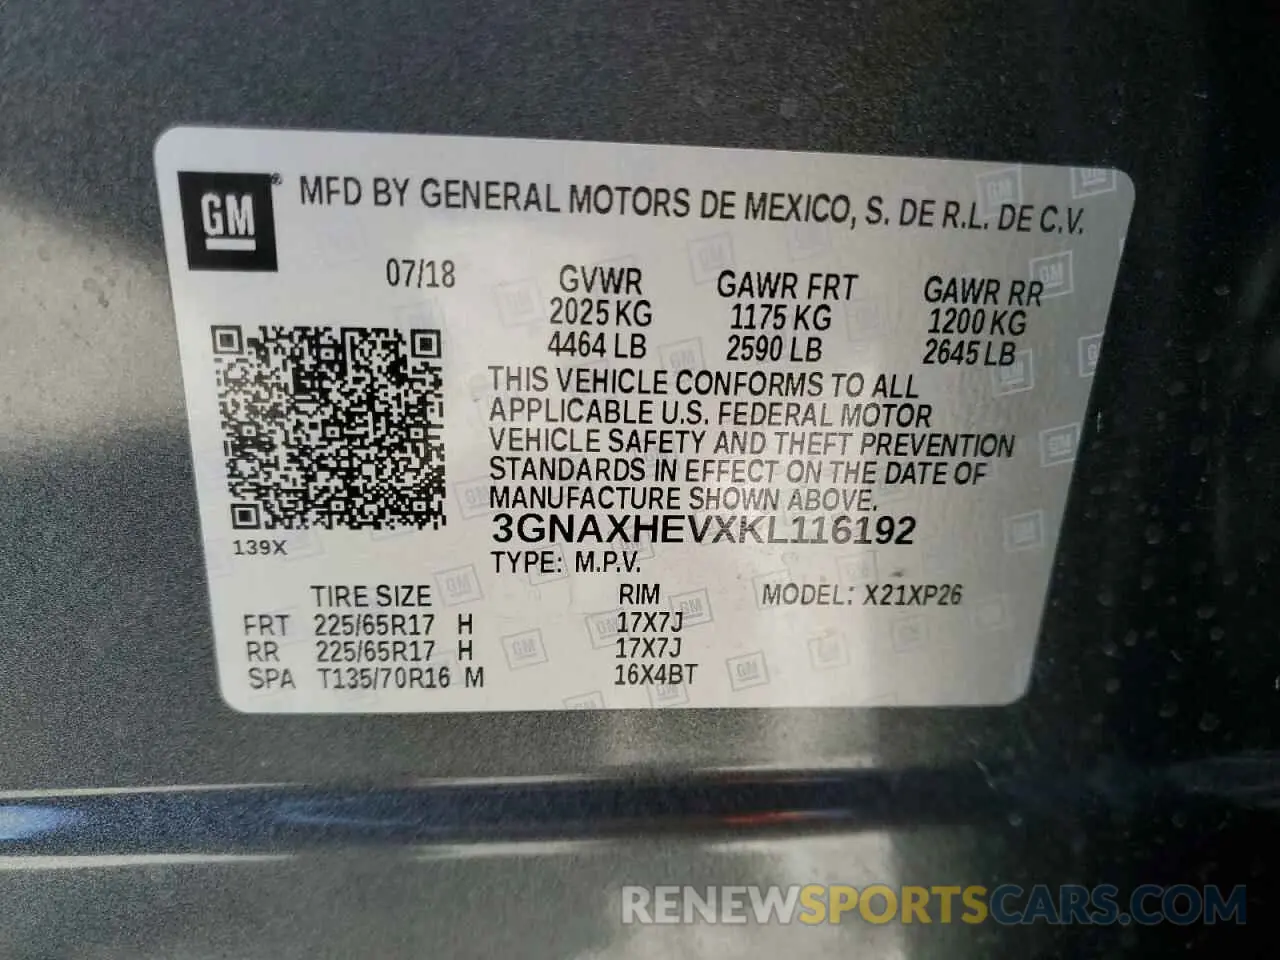 GM ® MFD BY GENERAL MOTORS DE MEXICO, S. DE R.L. DE C.V.
07/18 GVWR GAWR FRT GAWR RR
2025 KG 1175 KG 1200 KG
4464 LB 2590 LB 2645 LB
THIS VEHICLE CONFORMS TO ALL
APPLICABLE U.S. FEDERAL MOTOR
VEHICLE SAFETY AND THEFT PREVENTION
STANDARDS IN EFFECT ON THE DATE OF
MANUFACTURE SHOWN ABOVE.
3GNAXHEVXKL116192
139X
TYPE: M.P.V.
TIRE SIZE RIM MODEL: X21XP26
FRT 225/65R17 H 17X7J
RR 225/65R17 H 17X7J
SPA T135/70R16 M 16X4BT
RENEWSPORTSCARS.COM